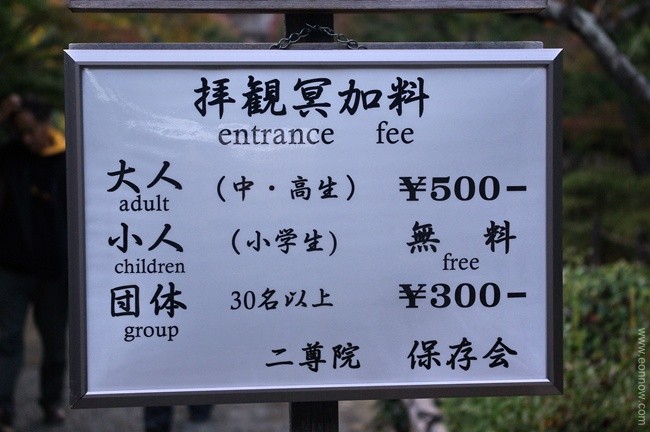 拝観冥加料
entrance fee
大人 (中・高生) ¥500-
adult
小人 (小学生) 無 料
children free
団体 30名以上 ¥300-
group
二尊院 保存会
www.eonnow.com